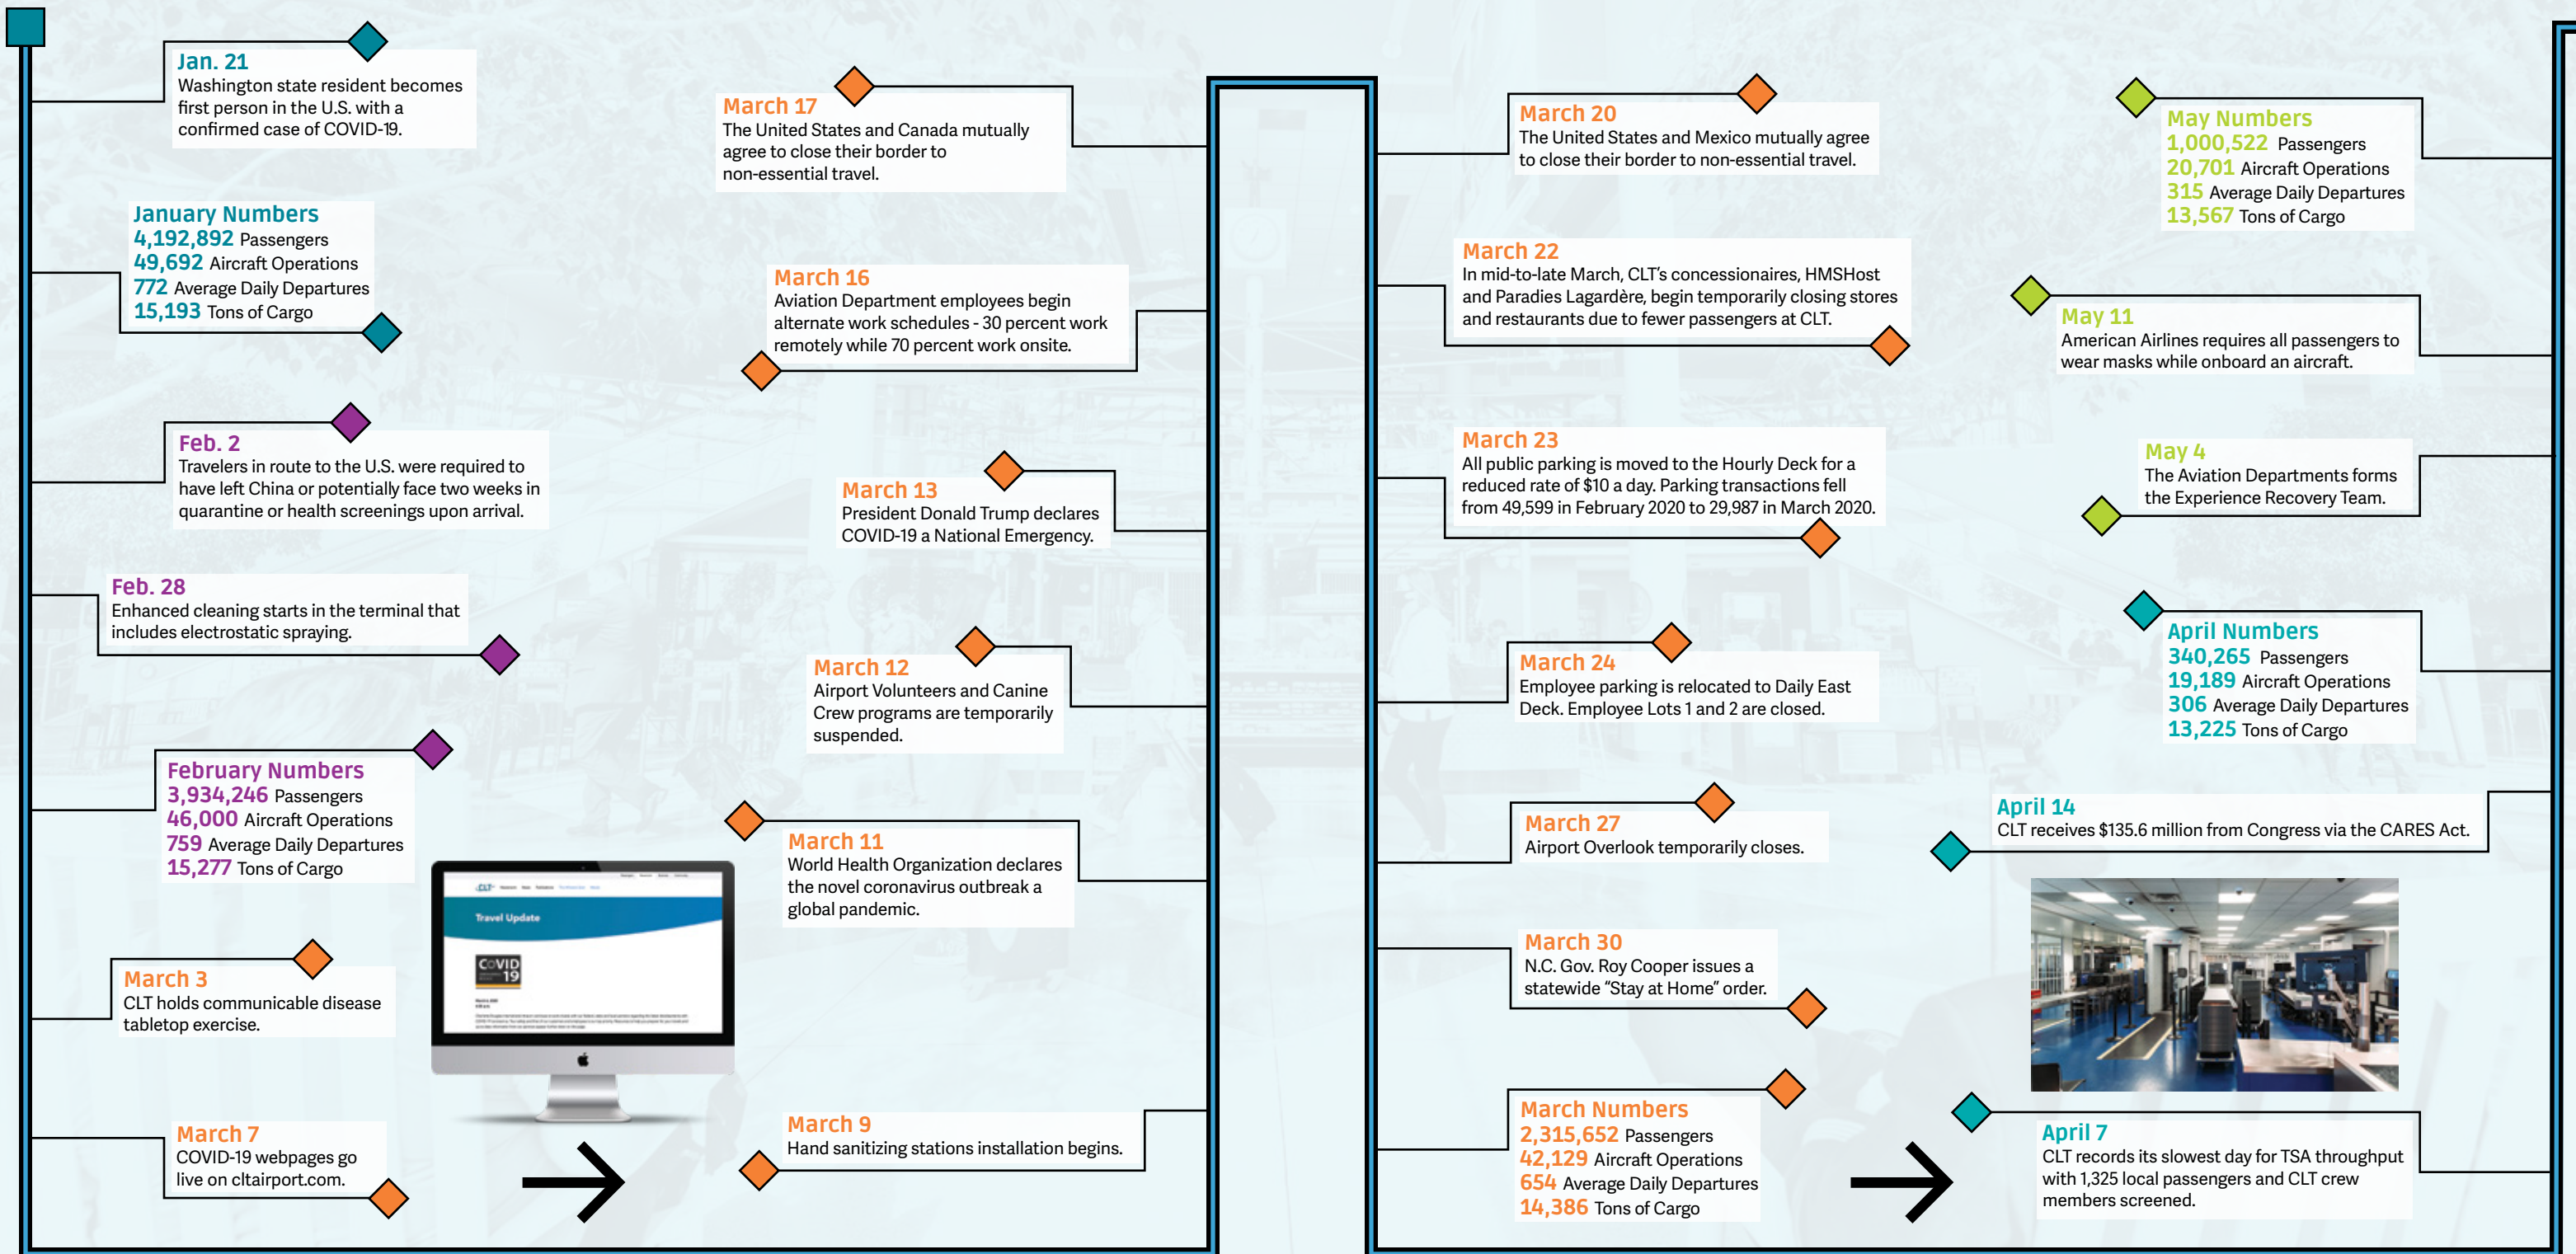 Jan. 21
Washington state resident becomes
first person in the U.S. with a
confirmed case of COVID-19.
January Numbers
4,192,892 Passengers
49,692 Aircraft Operations
772 Average Daily Departures
15,193 Tons of Cargo
Feb. 2
Travelers in route to the U.S. were required to
have left China or potentially face two weeks in
quarantine or health screenings upon arrival.
Feb. 28
Enhanced cleaning starts in the terminal that
includes electrostatic spraying.
February Numbers
3,934,246 Passengers
46,000 Aircraft Operations
759 Average Daily Departures
15,277 Tons of Cargo
March 3
CLT holds communicable disease
tabletop exercise.
March 7
COVID-19 webpages go
live on cltairport.com.
CLT
Travel Update
COVID
19
March 9
Hand sanitizing stations installation begins.
March 11
World Health Organization declares
the novel coronavirus outbreak a
global pandemic.
March 12
Airport Volunteers and Canine
Crew programs are temporarily
suspended.
March 13
President Donald Trump declares
COVID-19 a National Emergency.
March 16
Aviation Department employees begin
alternate work schedules - 30 percent work
remotely while 70 percent work onsite.
March 17
The United States and Canada mutually
agree to close their border to
non-essential travel.
March 20
The United States and Mexico mutually agree
to close their border to non-essential travel.
March 22
In mid-to-late March, CLT's concessionaires, HMSHost
and Paradies Lagardère, begin temporarily closing stores
and restaurants due to fewer passengers at CLT.
March 23
All public parking is moved to the Hourly Deck for a
reduced rate of $10 a day. Parking transactions fell
from 49,599 in February 2020 to 29,987 in March 2020.
March 24
Employee parking is relocated to Daily East
Deck. Employee Lots 1 and 2 are closed.
March 27
Airport Overlook temporarily closes.
March 30
N.C. Gov. Roy Cooper issues a
statewide “Stay at Home” order.
March Numbers
2,315,652 Passengers
42,129 Aircraft Operations
654 Average Daily Departures
14,386 Tons of Cargo
April 7
CLT records its slowest day for TSA throughput
with 1,325 local passengers and CLT crew
members screened.
April 14
CLT receives $135.6 million from Congress via the CARES Act.
April Numbers
340,265 Passengers
19,189 Aircraft Operations
306 Average Daily Departures
13,225 Tons of Cargo
May 4
The Aviation Departments forms
the Experience Recovery Team.
May 11
American Airlines requires all passengers to
wear masks while onboard an aircraft.
May Numbers
1,000,522 Passengers
20,701 Aircraft Operations
315 Average Daily Departures
13,567 Tons of Cargo